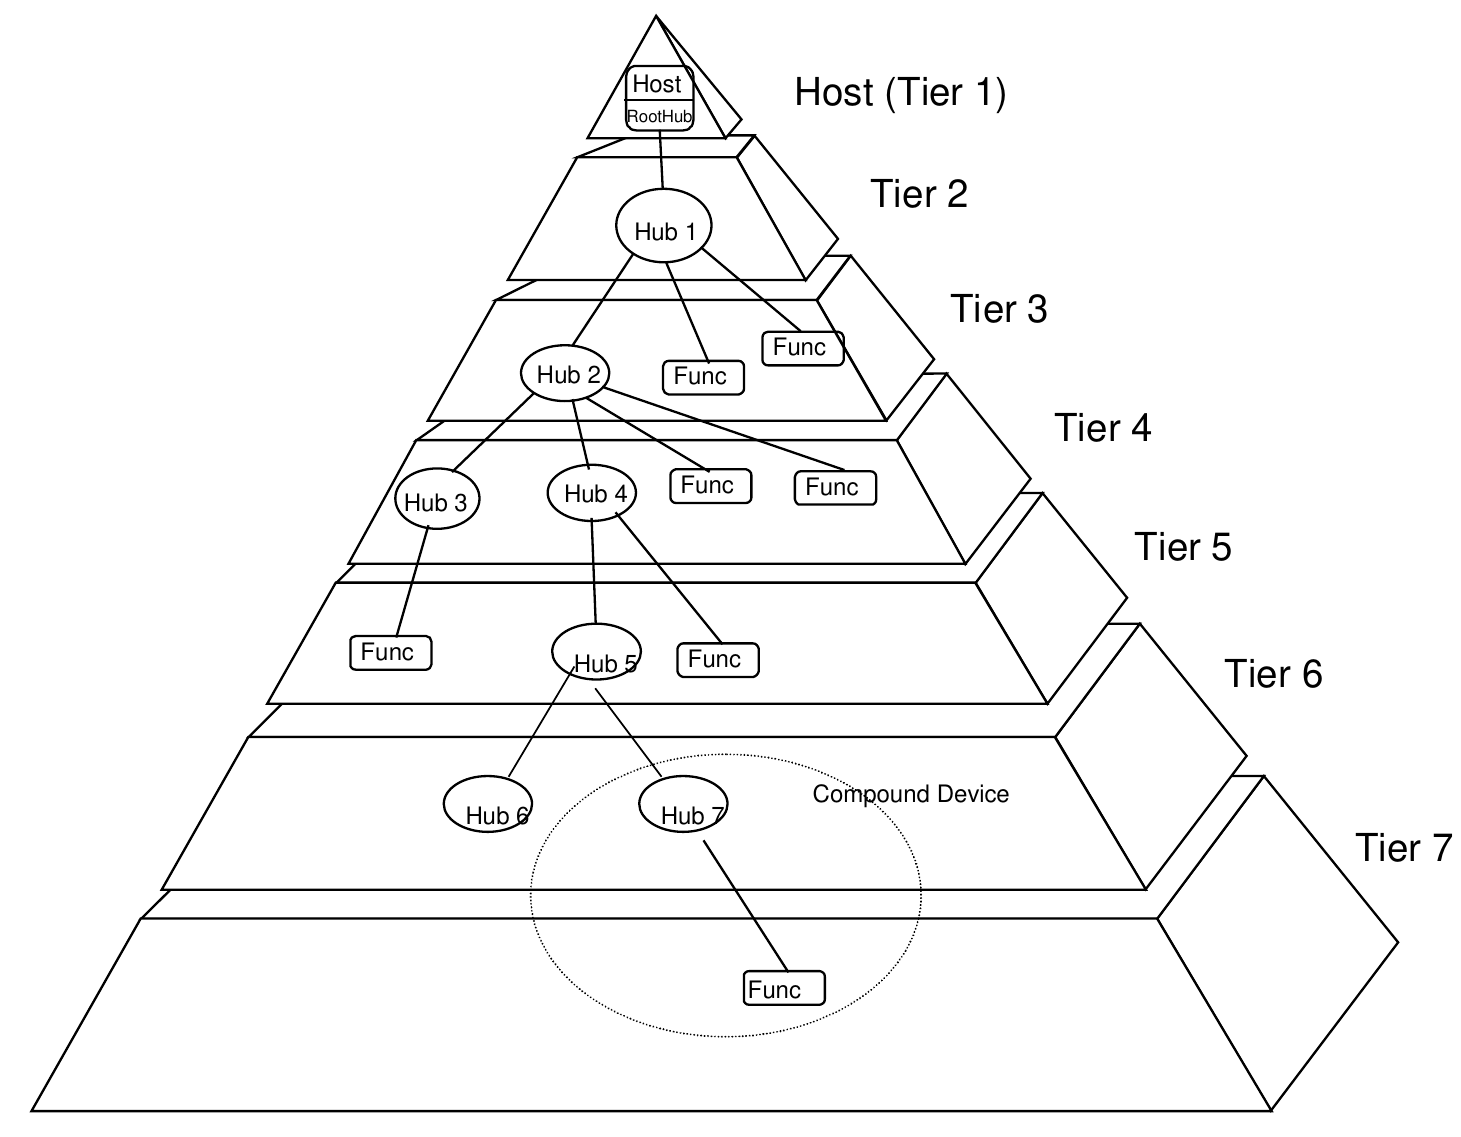 Host
RootHub
Host (Tier 1)
Tier 2
Hub 1
Tier 3
Func
Hub 2
Func
Tier 4
Hub 3
Hub 4
Func
Func
Tier 5
Func
Hub 5
Func
Tier 6
Compound Device
Hub 6
Hub 7
Tier 7
Func